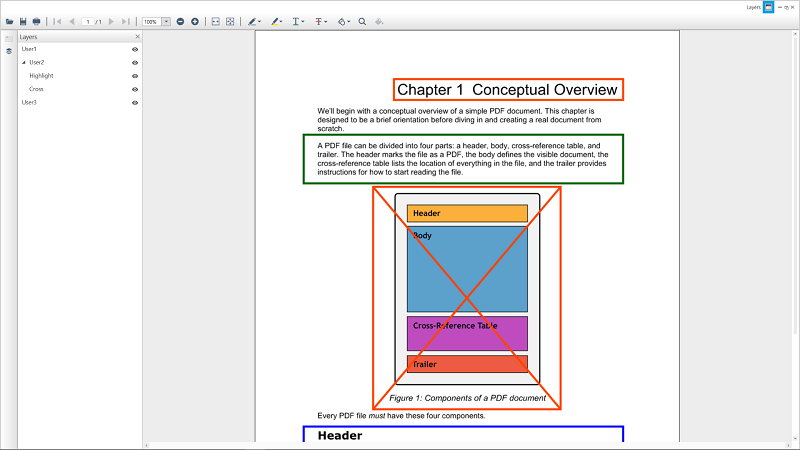 Layers
1 / 1
100%
Layers
User1
User2
Highlight
Cross
User3
Chapter 1 Conceptual Overview
We'll begin with a conceptual overview of a simple PDF document. This chapter is
designed to be a brief orientation before diving in and creating a real document from
scratch.
A PDF file can be divided into four parts: a header, body, cross-reference table, and
trailer. The header marks the file as a PDF, the body defines the visible document, the
cross-reference table lists the location of everything in the file, and the trailer provides
instructions for how to start reading the file.
Header
Body
Cross-Reference Table
Trailer
Figure 1: Components of a PDF document
Every PDF file must have these four components.
Header